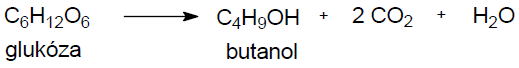 C₆H₁₂O₆ ⟶ C₄H₉OH + 2 CO₂ + H₂O
glukóza butanol